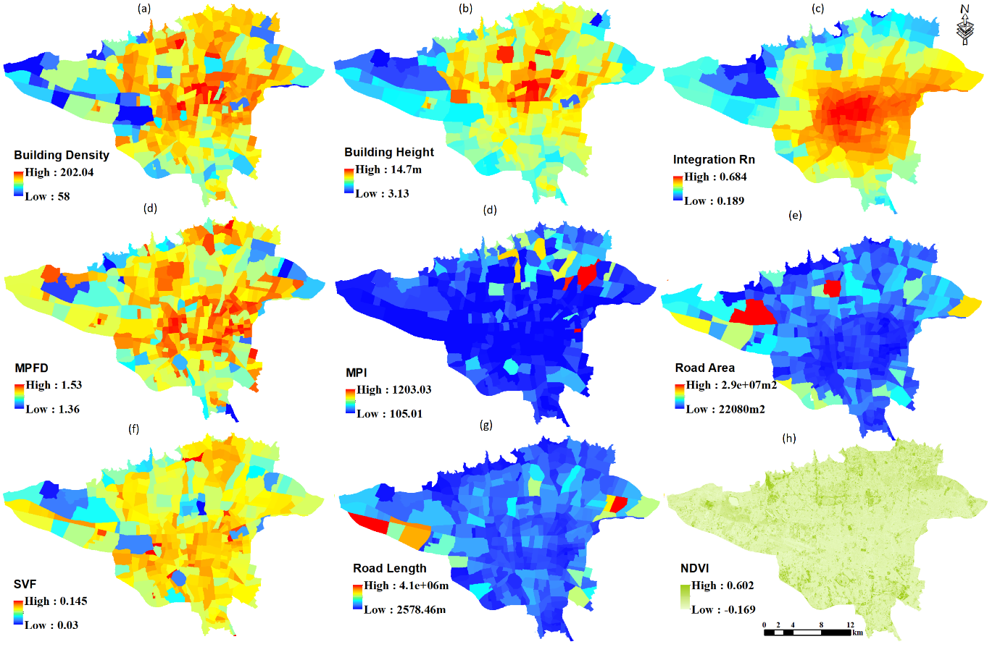 (a)
(b)
(c)
N
Building Density
High : 202.04
Low : 58
Building Height
High : 14.7m
Low : 3.13
Integration Rn
High : 0.684
Low : 0.189
(d)
(d)
(e)
MPFD
High : 1.53
Low : 1.36
MPI
High : 1203.03
Low : 105.01
Road Area
High : 2.9e+07m2
Low : 22080m2
(f)
(g)
(h)
SVF
High : 0.145
Low : 0.03
Road Length
High : 4.1e+06m
Low : 2578.46m
NDVI
High : 0.602
Low : -0.169
0 2 4 8 12
km